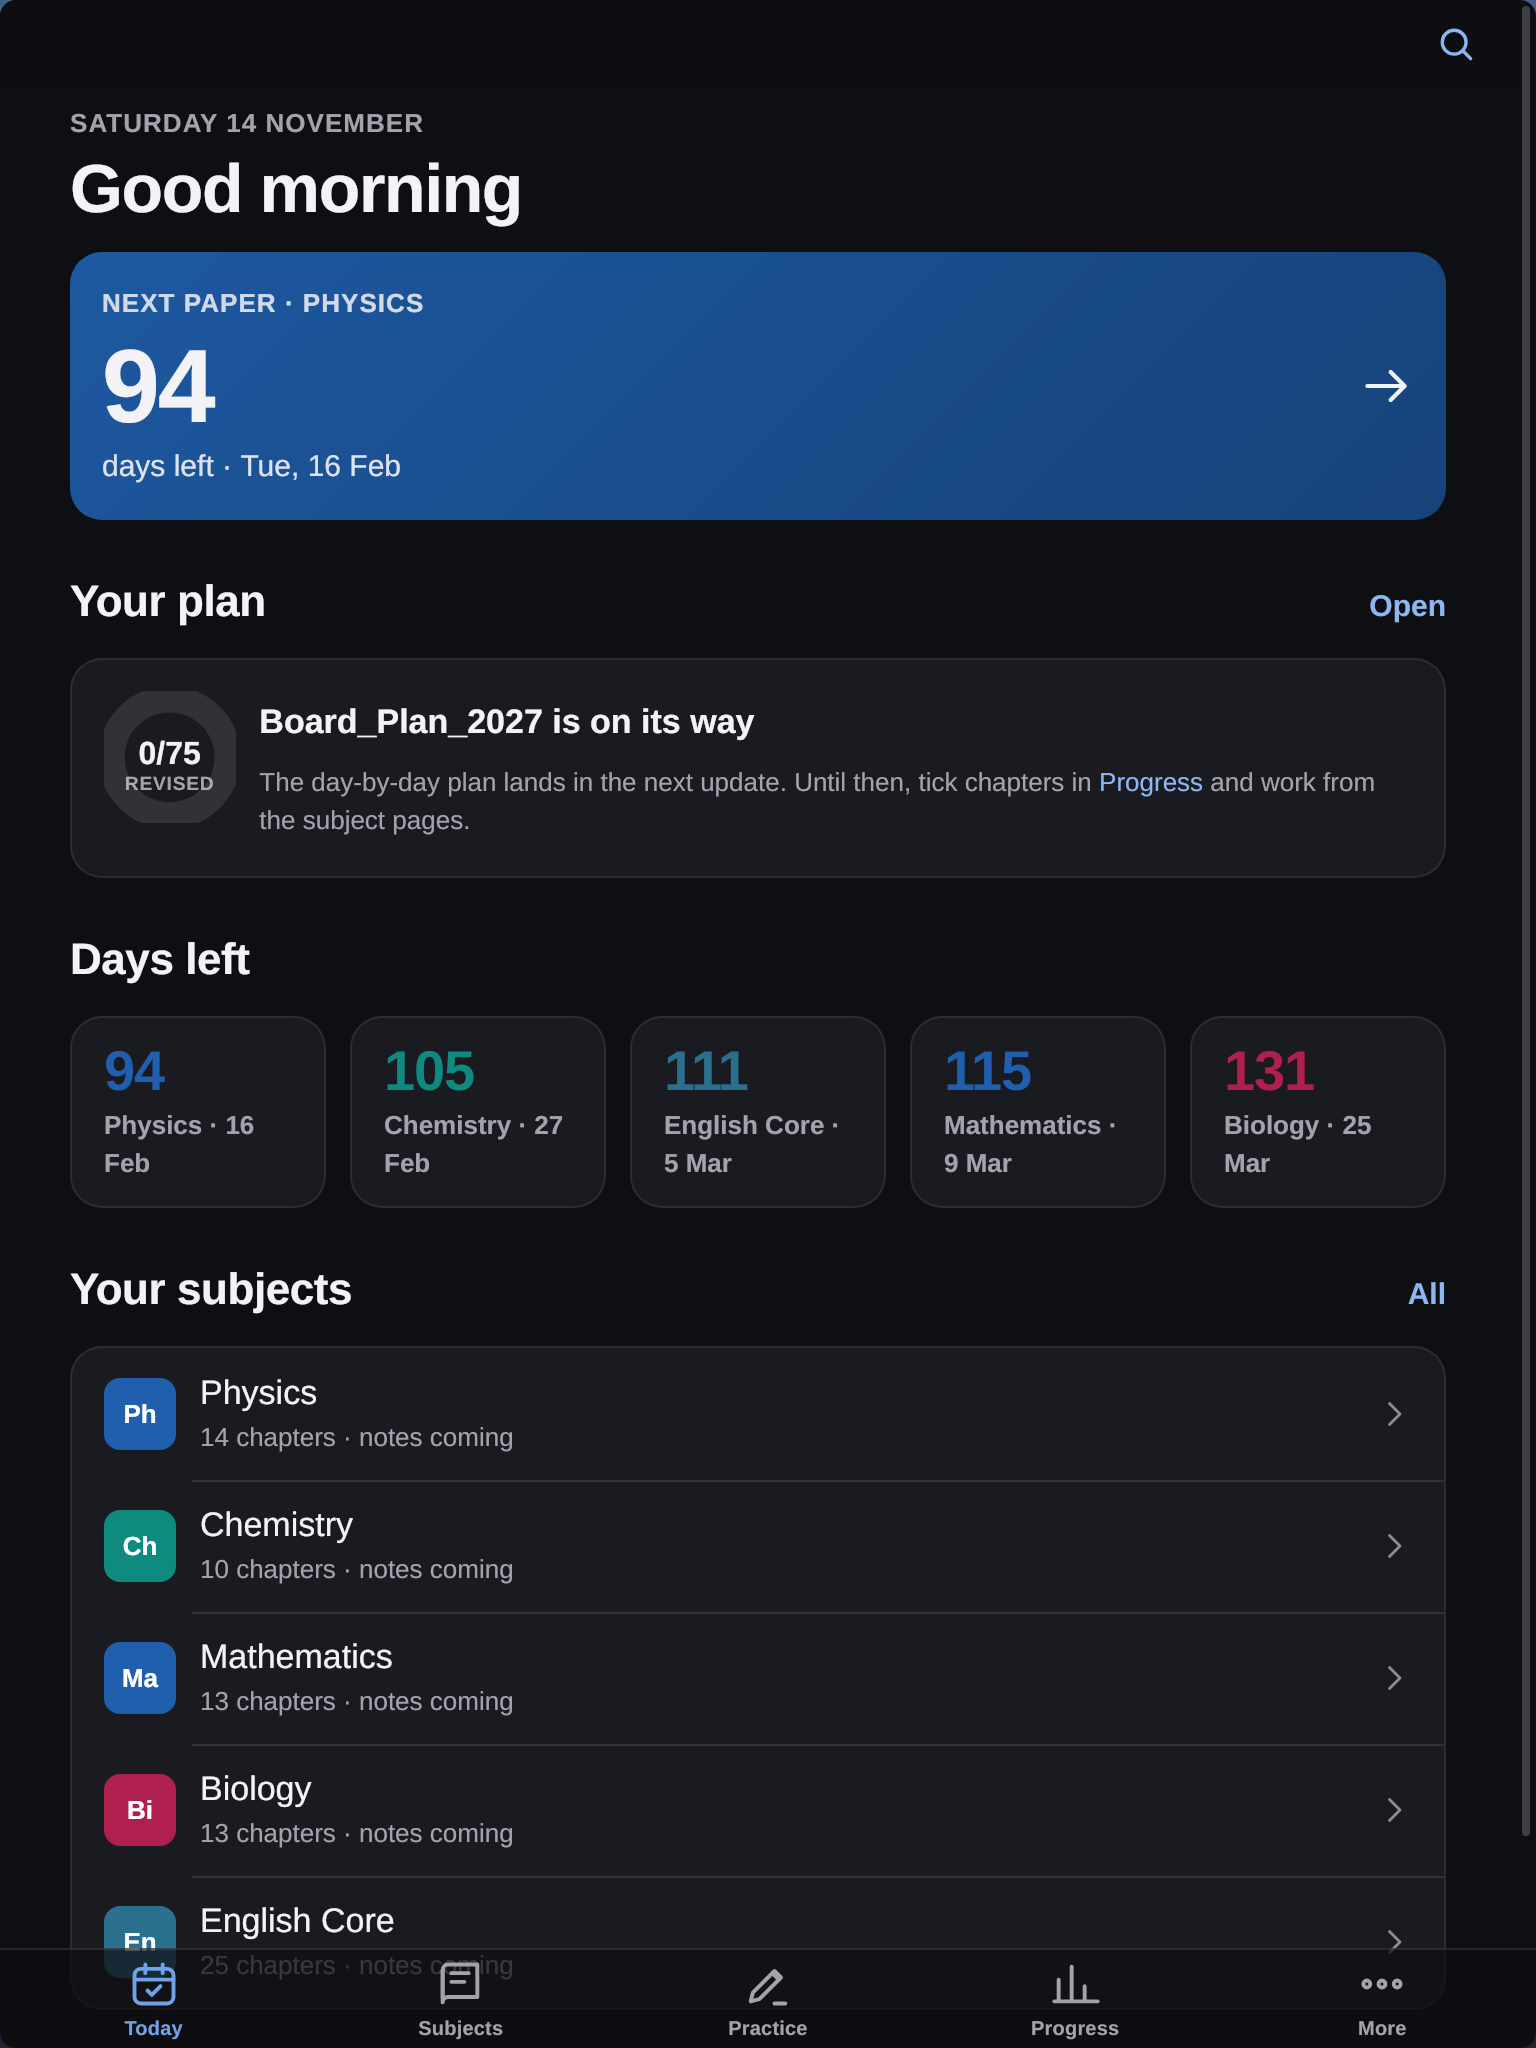 SATURDAY 14 NOVEMBER
Good morning
NEXT PAPER · PHYSICS
94
days left · Tue, 16 Feb
Your plan
Open
0/75
REVISED
Board_Plan_2027 is on its way
The day-by-day plan lands in the next update. Until then, tick chapters in Progress and work from
the subject pages.
Days left
94
Physics · 16
Feb
105
Chemistry · 27
Feb
111
English Core ·
5 Mar
115
Mathematics ·
9 Mar
131
Biology · 25
Mar
Your subjects
All
Ph
Physics
14 chapters · notes coming
Ch
Chemistry
10 chapters · notes coming
Ma
Mathematics
13 chapters · notes coming
Bi
Biology
13 chapters · notes coming
En
English Core
25 chapters · notes coming
Today
Subjects
Practice
Progress
More